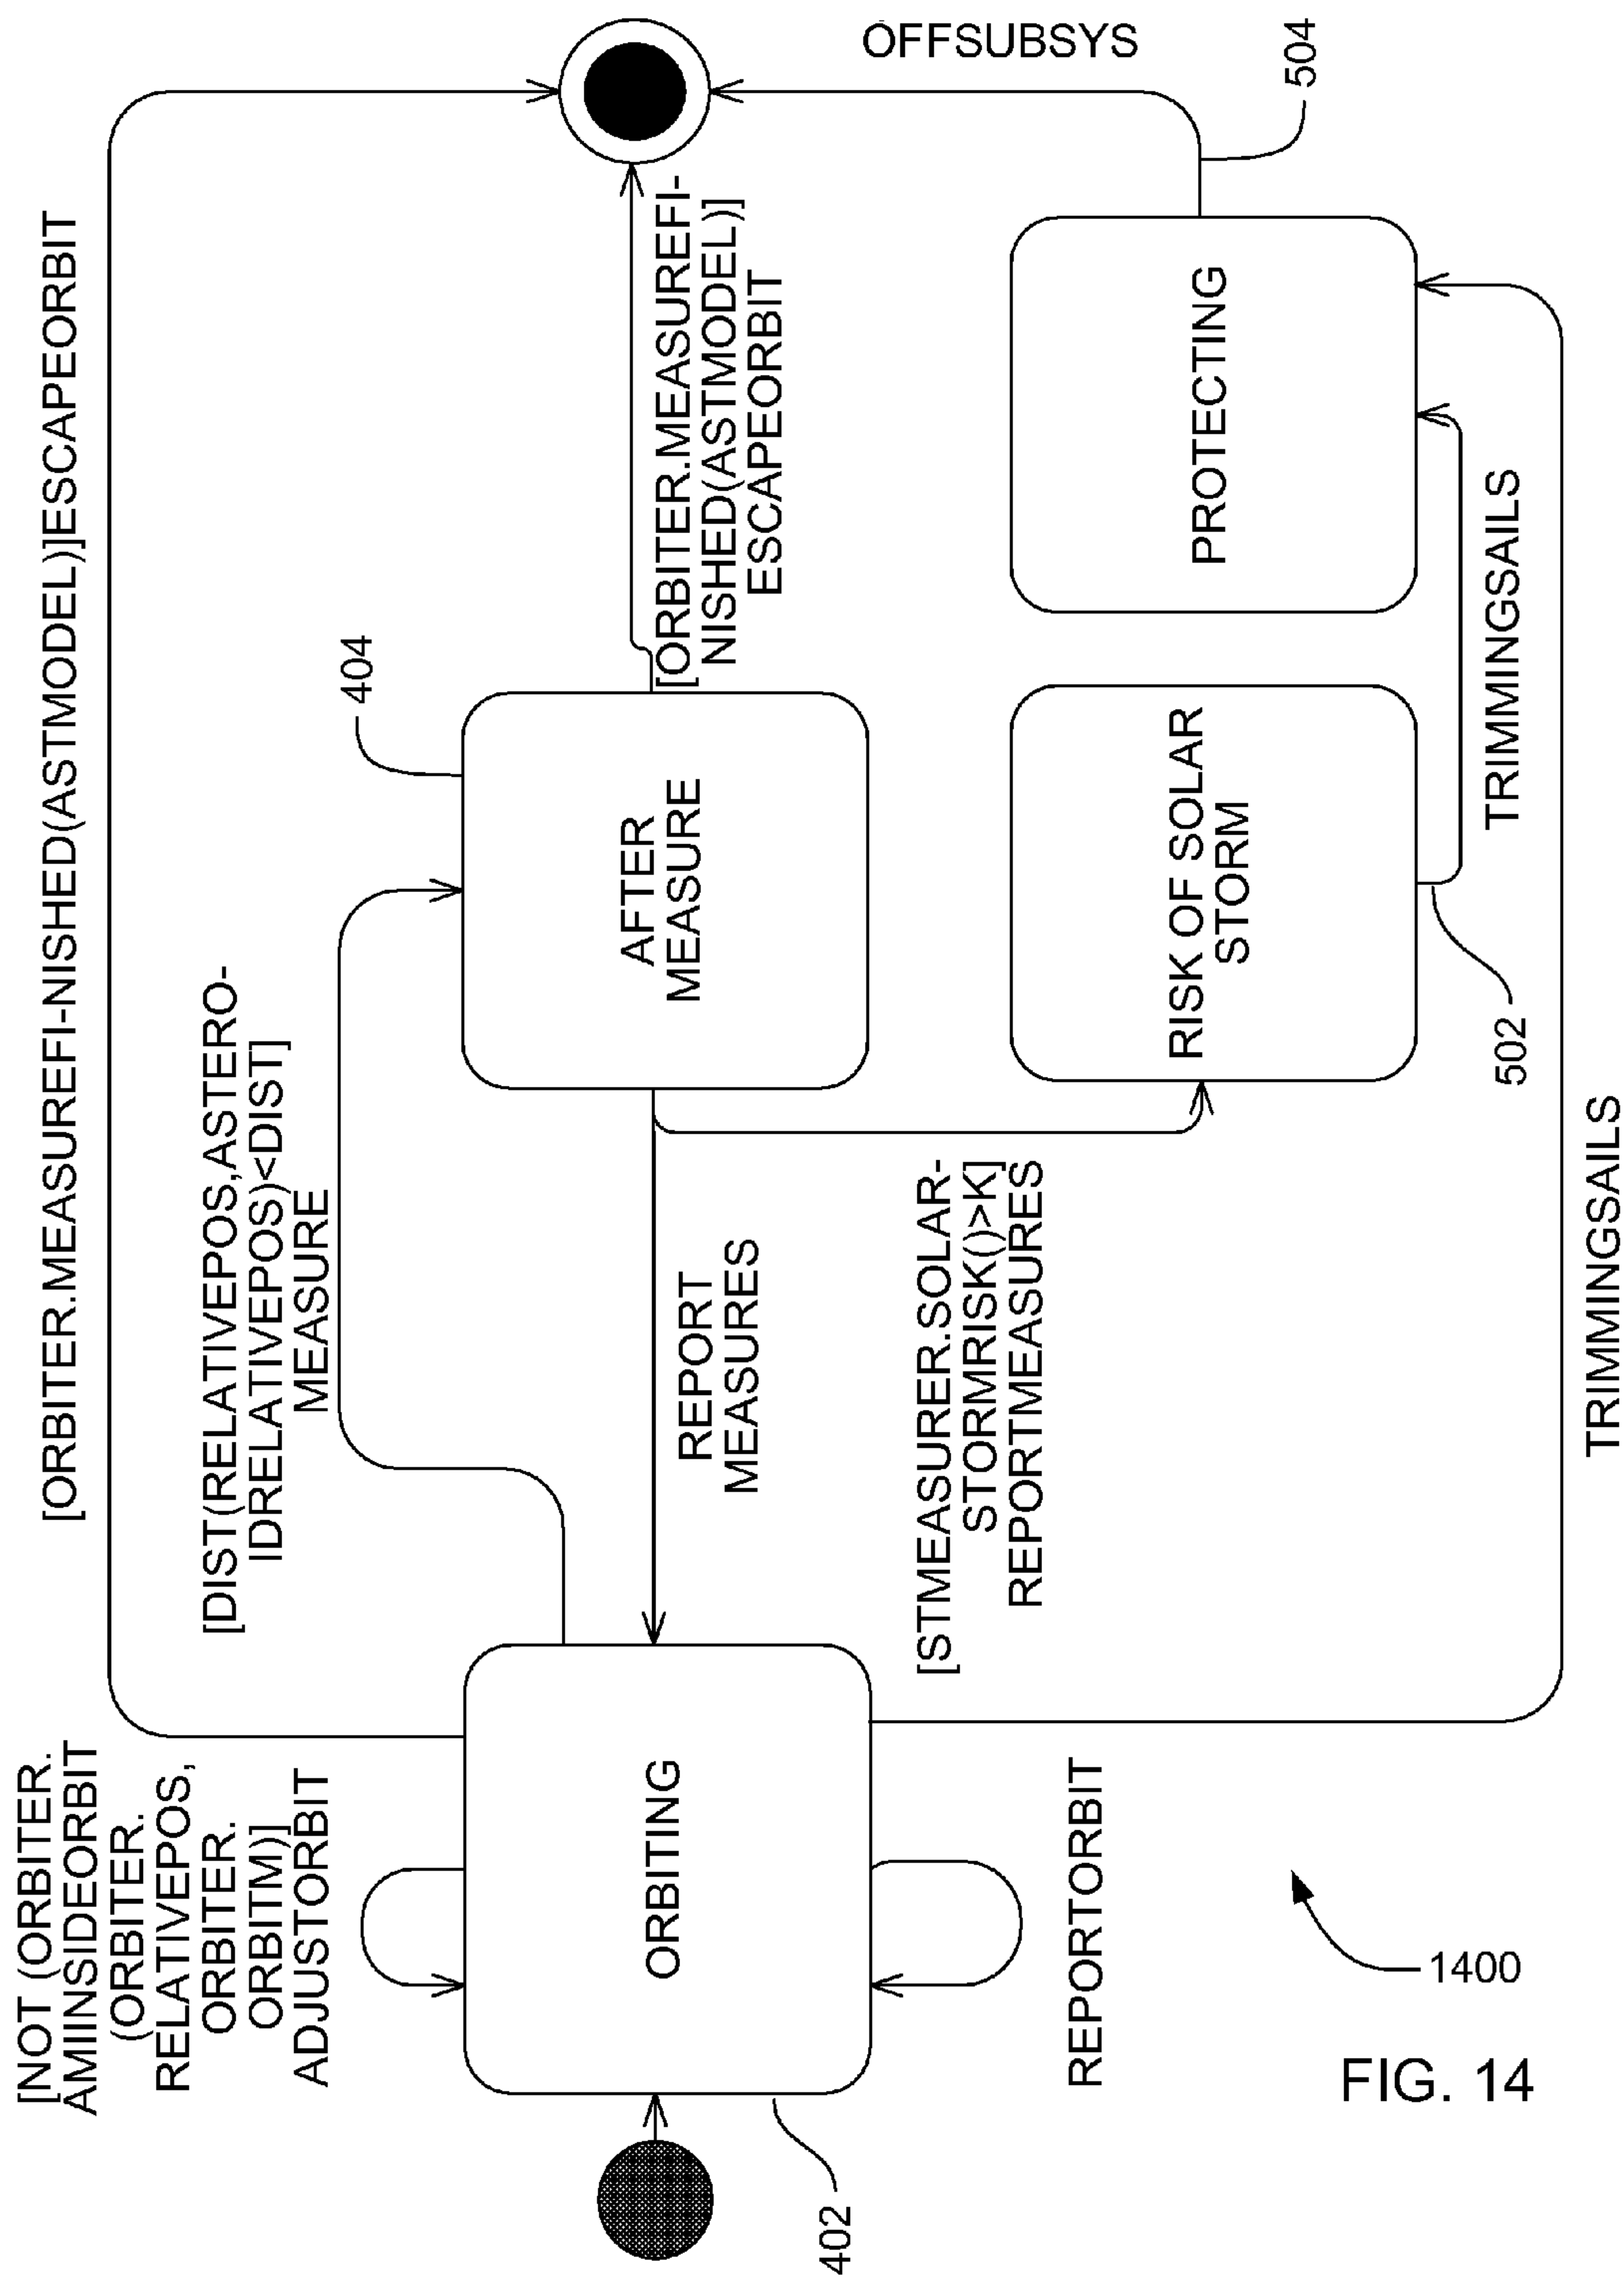 [ORBITER.MEASUREFI-NISHED(ASTMODEL)]ESCAPEORBIT
[NOT (ORBITER.
AMIINSIDEORBIT
(ORBITER.
RELATIVEPOS,
ORBITER.
ORBITM)]
ADJUSTORBIT
[DIST(RELATIVEPOS,ASTERO-
IDRELATIVEPOS)<DIST]
MEASURE
404
OFFSUBSYS
504
402
ORBITING
REPORT
MEASURES
AFTER
MEASURE
[ORBITER.MEASUREFI-
NISHED(ASTMODEL)]
ESCAPEORBIT
[STMEASURER.SOLAR-
STORMRISK()>K]
REPORTMEASURES
RISK OF SOLAR
STORM
PROTECTING
REPORTORBIT
502
TRIMMINGSAILS
TRIMMINGSAILS
1400
FIG. 14